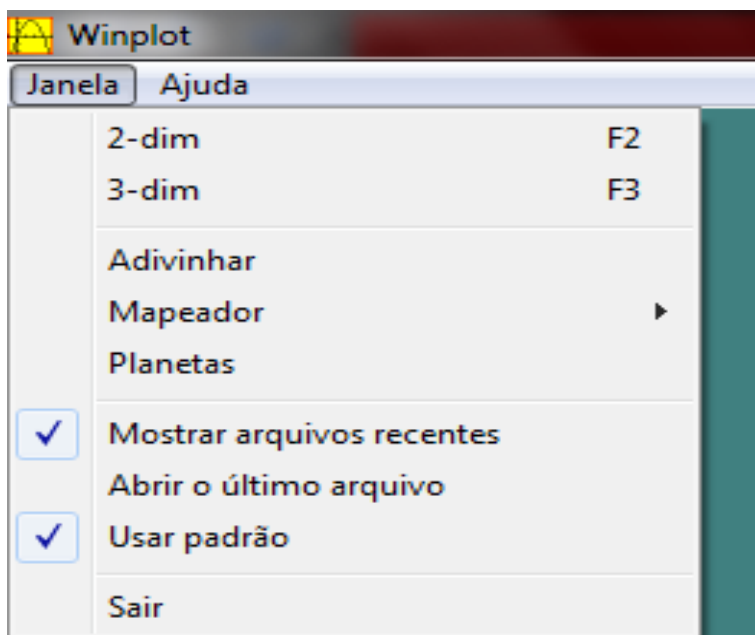 Winplot
Janela Ajuda
2-dim F2
3-dim F3
Adivinhar
Mapeador
Planetas
Mostrar arquivos recentes
Abrir o último arquivo
Usar padrão
Sair